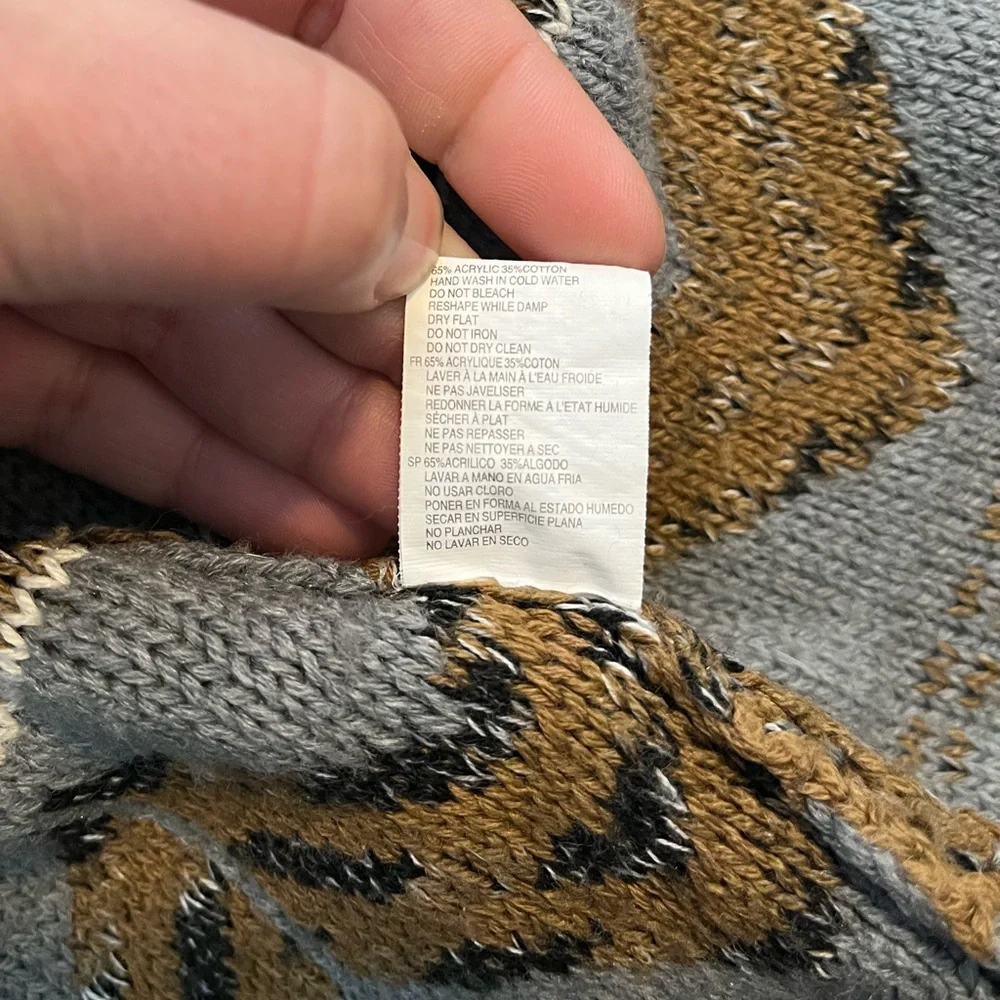 65% ACRYLIC 35%COTTON
HAND WASH IN COLD WATER
DO NOT BLEACH
RESHAPE WHILE DAMP
DRY FLAT
DO NOT IRON
DO NOT DRY CLEAN
FR 65% ACRYLIQUE 35%COTON
LAVER À LA MAIN À L'EAU FROIDE
NE PAS JAVELISER
REDONNER LA FORME A L'ETAT HUMIDE
SÉCHER À PLAT
NE PAS REPASSER
NE PAS NETTOYER A SEC
SP 65%ACRILICO 35%ALGODO
LAVAR A MANO EN AGUA FRIA
NO USAR CLORO
PONER EN FORMA AL ESTADO HUMEDO
SECAR EN SUPERFICIE PLANA
NO PLANCHAR
NO LAVAR EN SECO